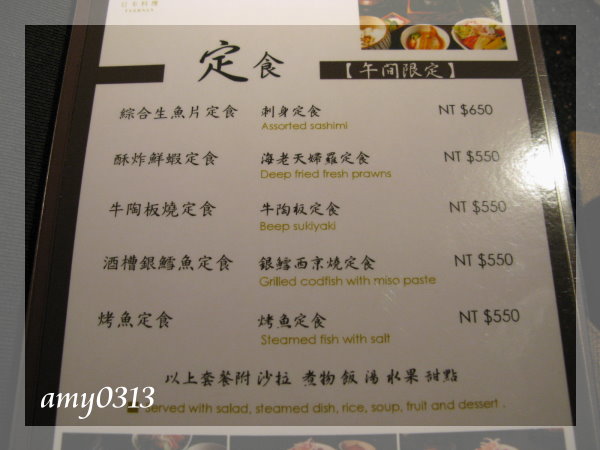 定食 【午間限定】
綜合生魚片定食 刺身定食 NT $650
Assorted sashimi
酥炸鮮蝦定食 海老天婦羅定食 NT $550
Deep fried fresh prawns
牛陶板燒定食 牛陶板定食 NT $550
Beep sukiyaki
酒槽銀鱈魚定食 銀鱈西京燒定食 NT $550
Grilled codfish with miso paste
烤魚定食 烤魚定食 NT $550
Steamed fish with salt
以上套餐附 沙拉 煮物 飯 湯 水果 甜點
Served with salad, steamed dish, rice, soup, fruit and dessert .
amy0313